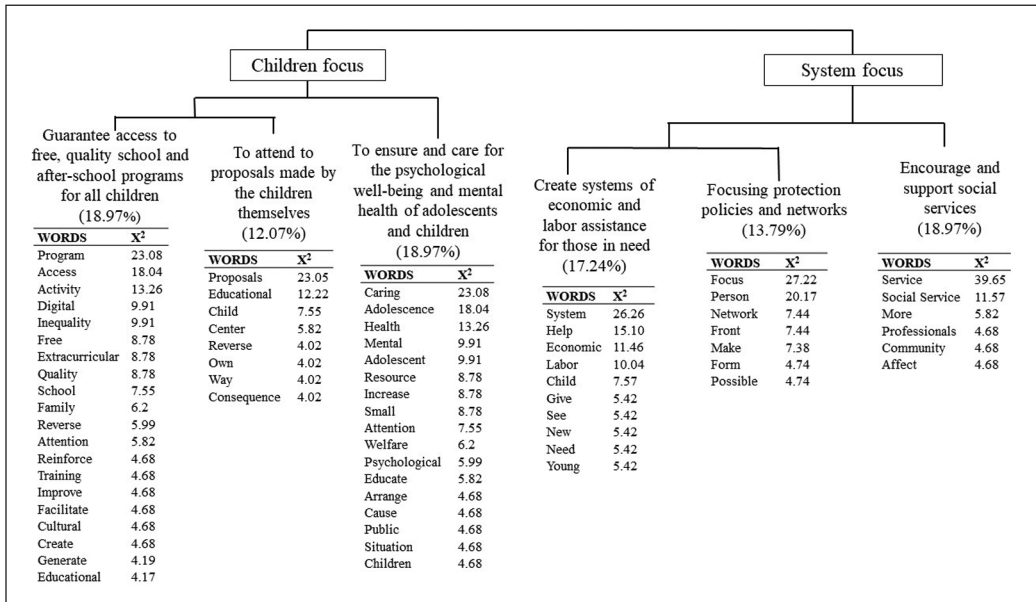 Children focus
System focus
Guarantee access to
free, quality school and
after-school programs
for all children
(18.97%)
WORDS X²
Program 23.08
Access 18.04
Activity 13.26
Digital 9.91
Inequality 9.91
Free 8.78
Extracurricular 8.78
Quality 8.78
School 7.55
Family 6.2
Reverse 5.99
Attention 5.82
Reinforce 4.68
Training 4.68
Improve 4.68
Facilitate 4.68
Cultural 4.68
Create 4.68
Generate 4.19
Educational 4.17
To attend to
proposals made by
the children
themselves
(12.07%)
WORDS X²
Proposals 23.05
Educational 12.22
Child 7.55
Center 5.82
Reverse 4.02
Own 4.02
Way 4.02
Consequence 4.02
To ensure and care for
the psychological
well-being and mental
health of adolescents
and children
(18.97%)
WORDS X²
Caring 23.08
Adolescence 18.04
Health 13.26
Mental 9.91
Adolescent 9.91
Resource 8.78
Increase 8.78
Small 8.78
Attention 7.55
Welfare 6.2
Psychological 5.99
Educate 5.82
Arrange 4.68
Cause 4.68
Public 4.68
Situation 4.68
Children 4.68
Create systems of
economic and
labor assistance
for those in need
(17.24%)
WORDS X²
System 26.26
Help 15.10
Economic 11.46
Labor 10.04
Child 7.57
Give 5.42
See 5.42
New 5.42
Need 5.42
Young 5.42
Focusing protection
policies and networks
(13.79%)
WORDS X²
Focus 27.22
Person 20.17
Network 7.44
Front 7.44
Make 7.38
Form 4.74
Possible 4.74
Encourage and
support social
services
(18.97%)
WORDS X²
Service 39.65
Social Service 11.57
More 5.82
Professionals 4.68
Community 4.68
Affect 4.68